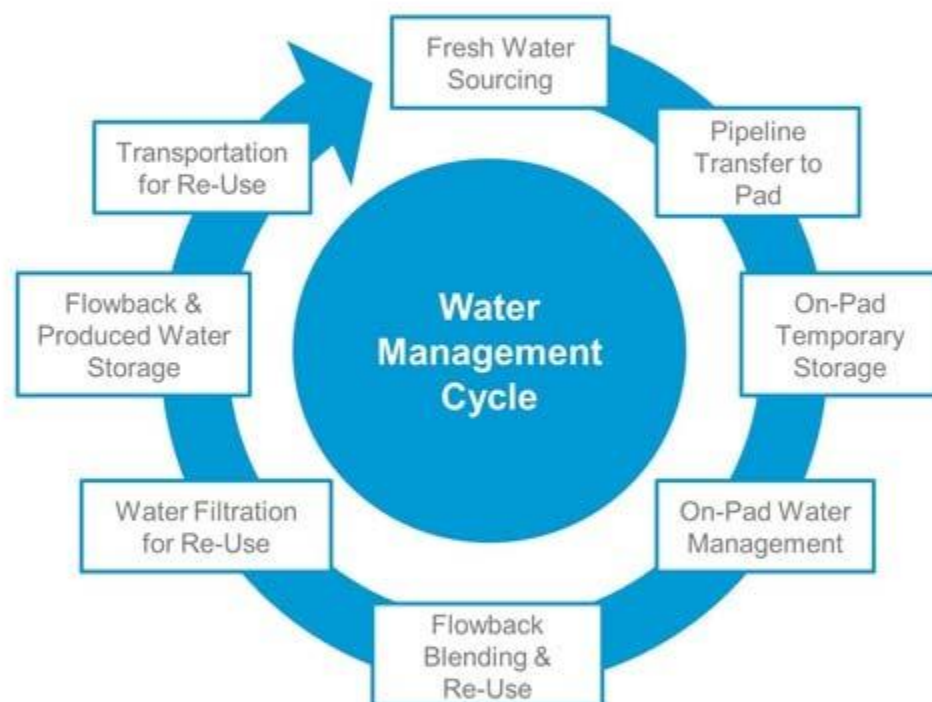 Fresh Water
Sourcing
Pipeline
Transfer to
Pad
On-Pad
Temporary
Storage
On-Pad Water
Management
Flowback
Blending &
Re-Use
Water Filtration
for Re-Use
Flowback &
Produced Water
Storage
Transportation
for Re-Use
Water
Management
Cycle